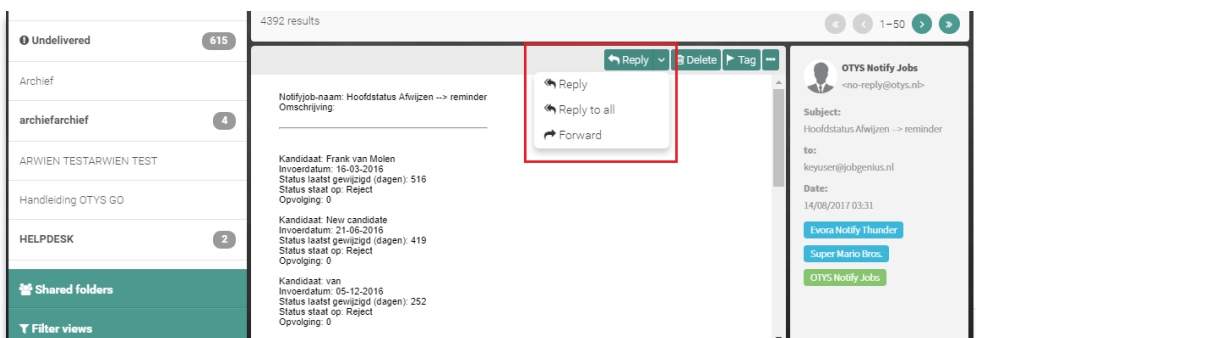 Undelivered 615
Archief
archiefarchief 4
ARWIEN TESTARWIEN TEST
Handleiding OTYS GO
HELPDESK 2
Shared folders
Filter views
4392 results
1–50
Reply Delete Tag
Reply
Reply to all
Forward
Notifyjob-naam: Hoofdstatus Afwijzen --> reminder
Omschrijving:
Kandidaat: Frank van Molen
Invoerdatum: 16-03-2016
Status laatst gewijzigd (dagen): 516
Status staat op: Reject
Opvolging: 0
Kandidaat: New candidate
Invoerdatum: 21-06-2016
Status laatst gewijzigd (dagen): 419
Status staat op: Reject
Opvolging: 0
Kandidaat: van
Invoerdatum: 05-12-2016
Status laatst gewijzigd (dagen): 252
Status staat op: Reject
Opvolging: 0
OTYS Notify Jobs
<no-reply@otys.nl>
Subject:
Hoofdstatus Afwijzen --> reminder
to:
keyuser@jobgenius.nl
Date:
14/08/2017 03:31
Evora Notify Thunder
Super Mario Bros.
OTYS Notify Jobs